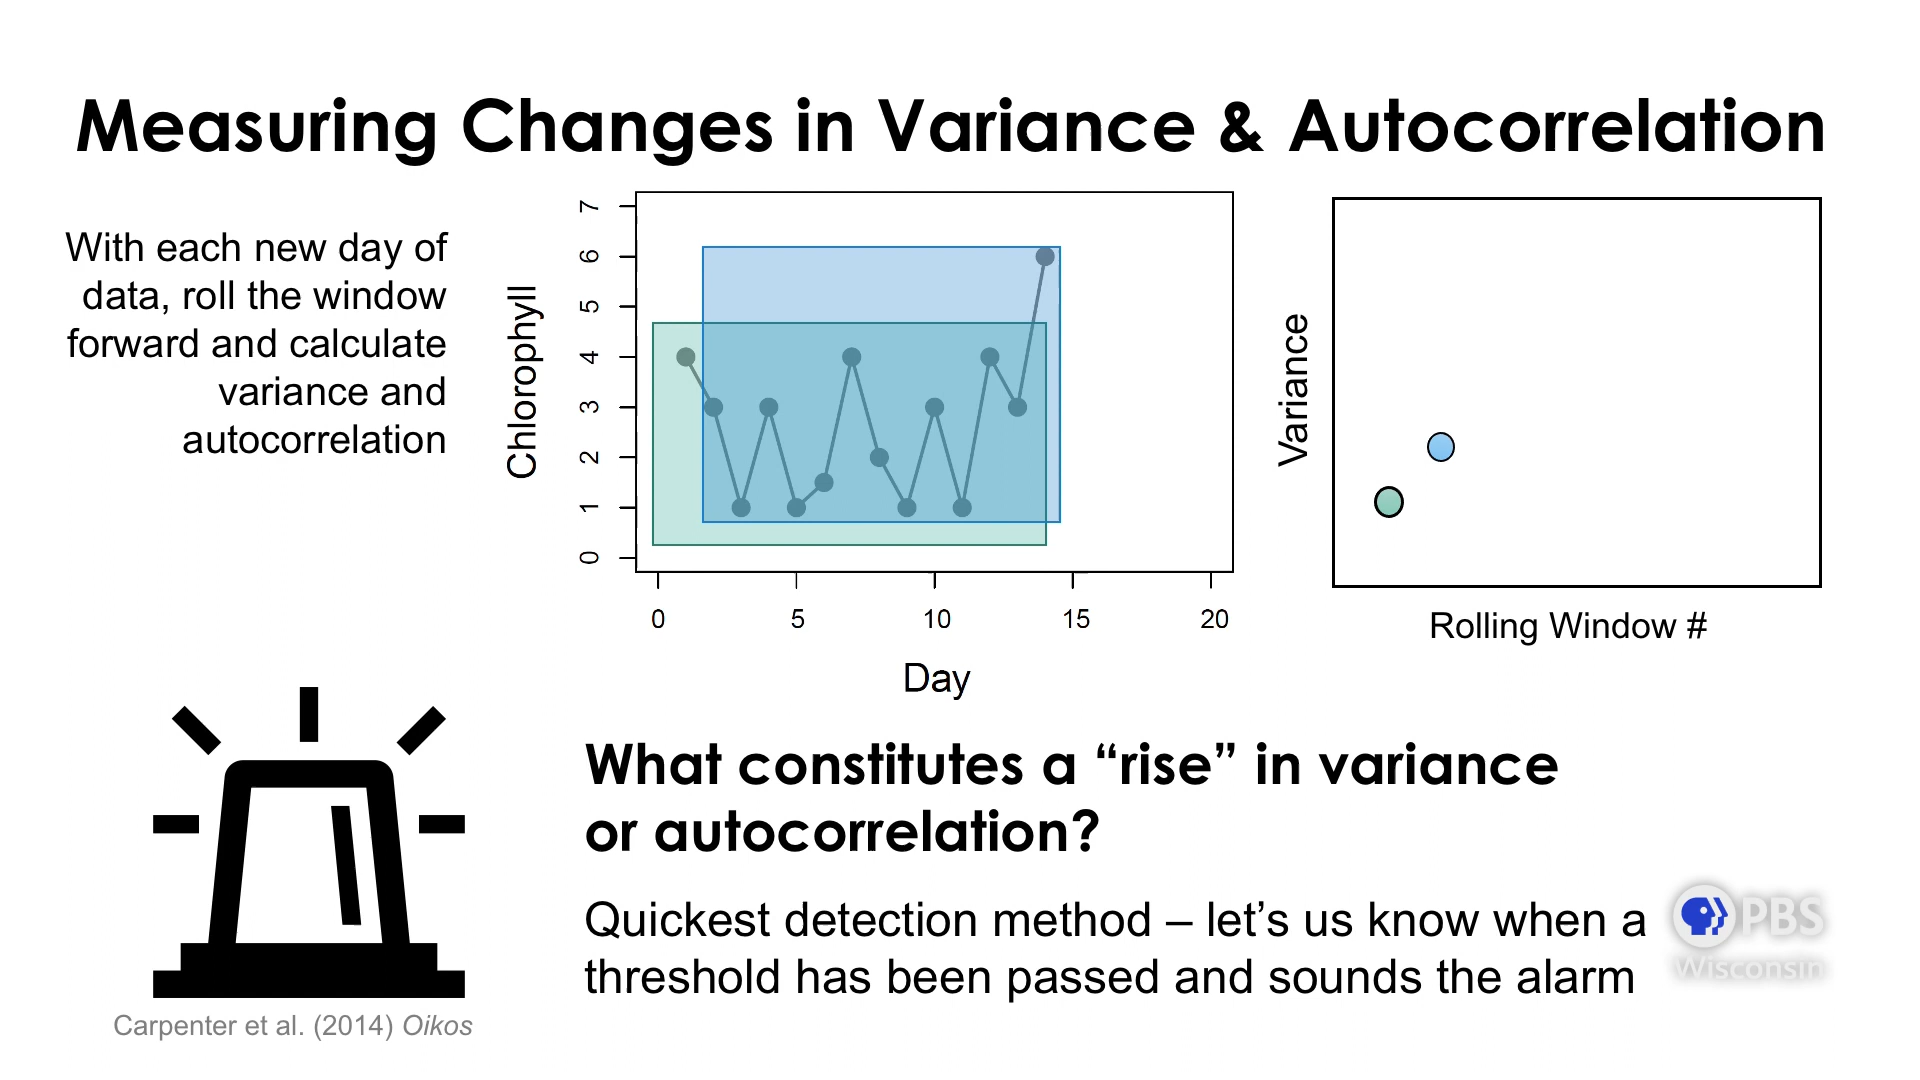 Measuring Changes in Variance & Autocorrelation
With each new day of
data, roll the window
forward and calculate
variance and
autocorrelation
Chlorophyll
7
6
5
4
3
2
1
0
0 5 10 15 20
Day
Variance
Rolling Window #
What constitutes a “rise” in variance
or autocorrelation?
Quickest detection method – let’s us know when a
threshold has been passed and sounds the alarm
PBS
Wisconsin
Carpenter et al. (2014) Oikos